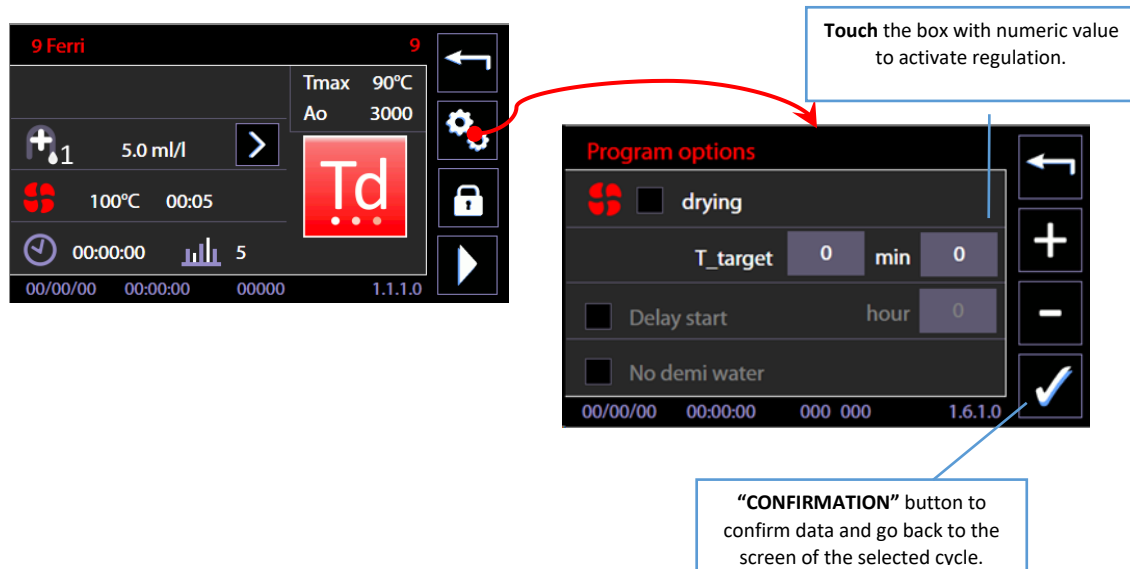 Touch the box with numeric value
to activate regulation.
9 Ferri 9
Tmax 90°C
Ao 3000
1 5.0 ml/l
Td
100°C 00:05
00:00:00 5
00/00/00 00:00:00 00000 1.1.1.0
Program options
drying
T_target 0 min 0
Delay start hour 0
No demi water
00/00/00 00:00:00 000 000 1.6.1.0
“CONFIRMATION” button to
confirm data and go back to the
screen of the selected cycle.